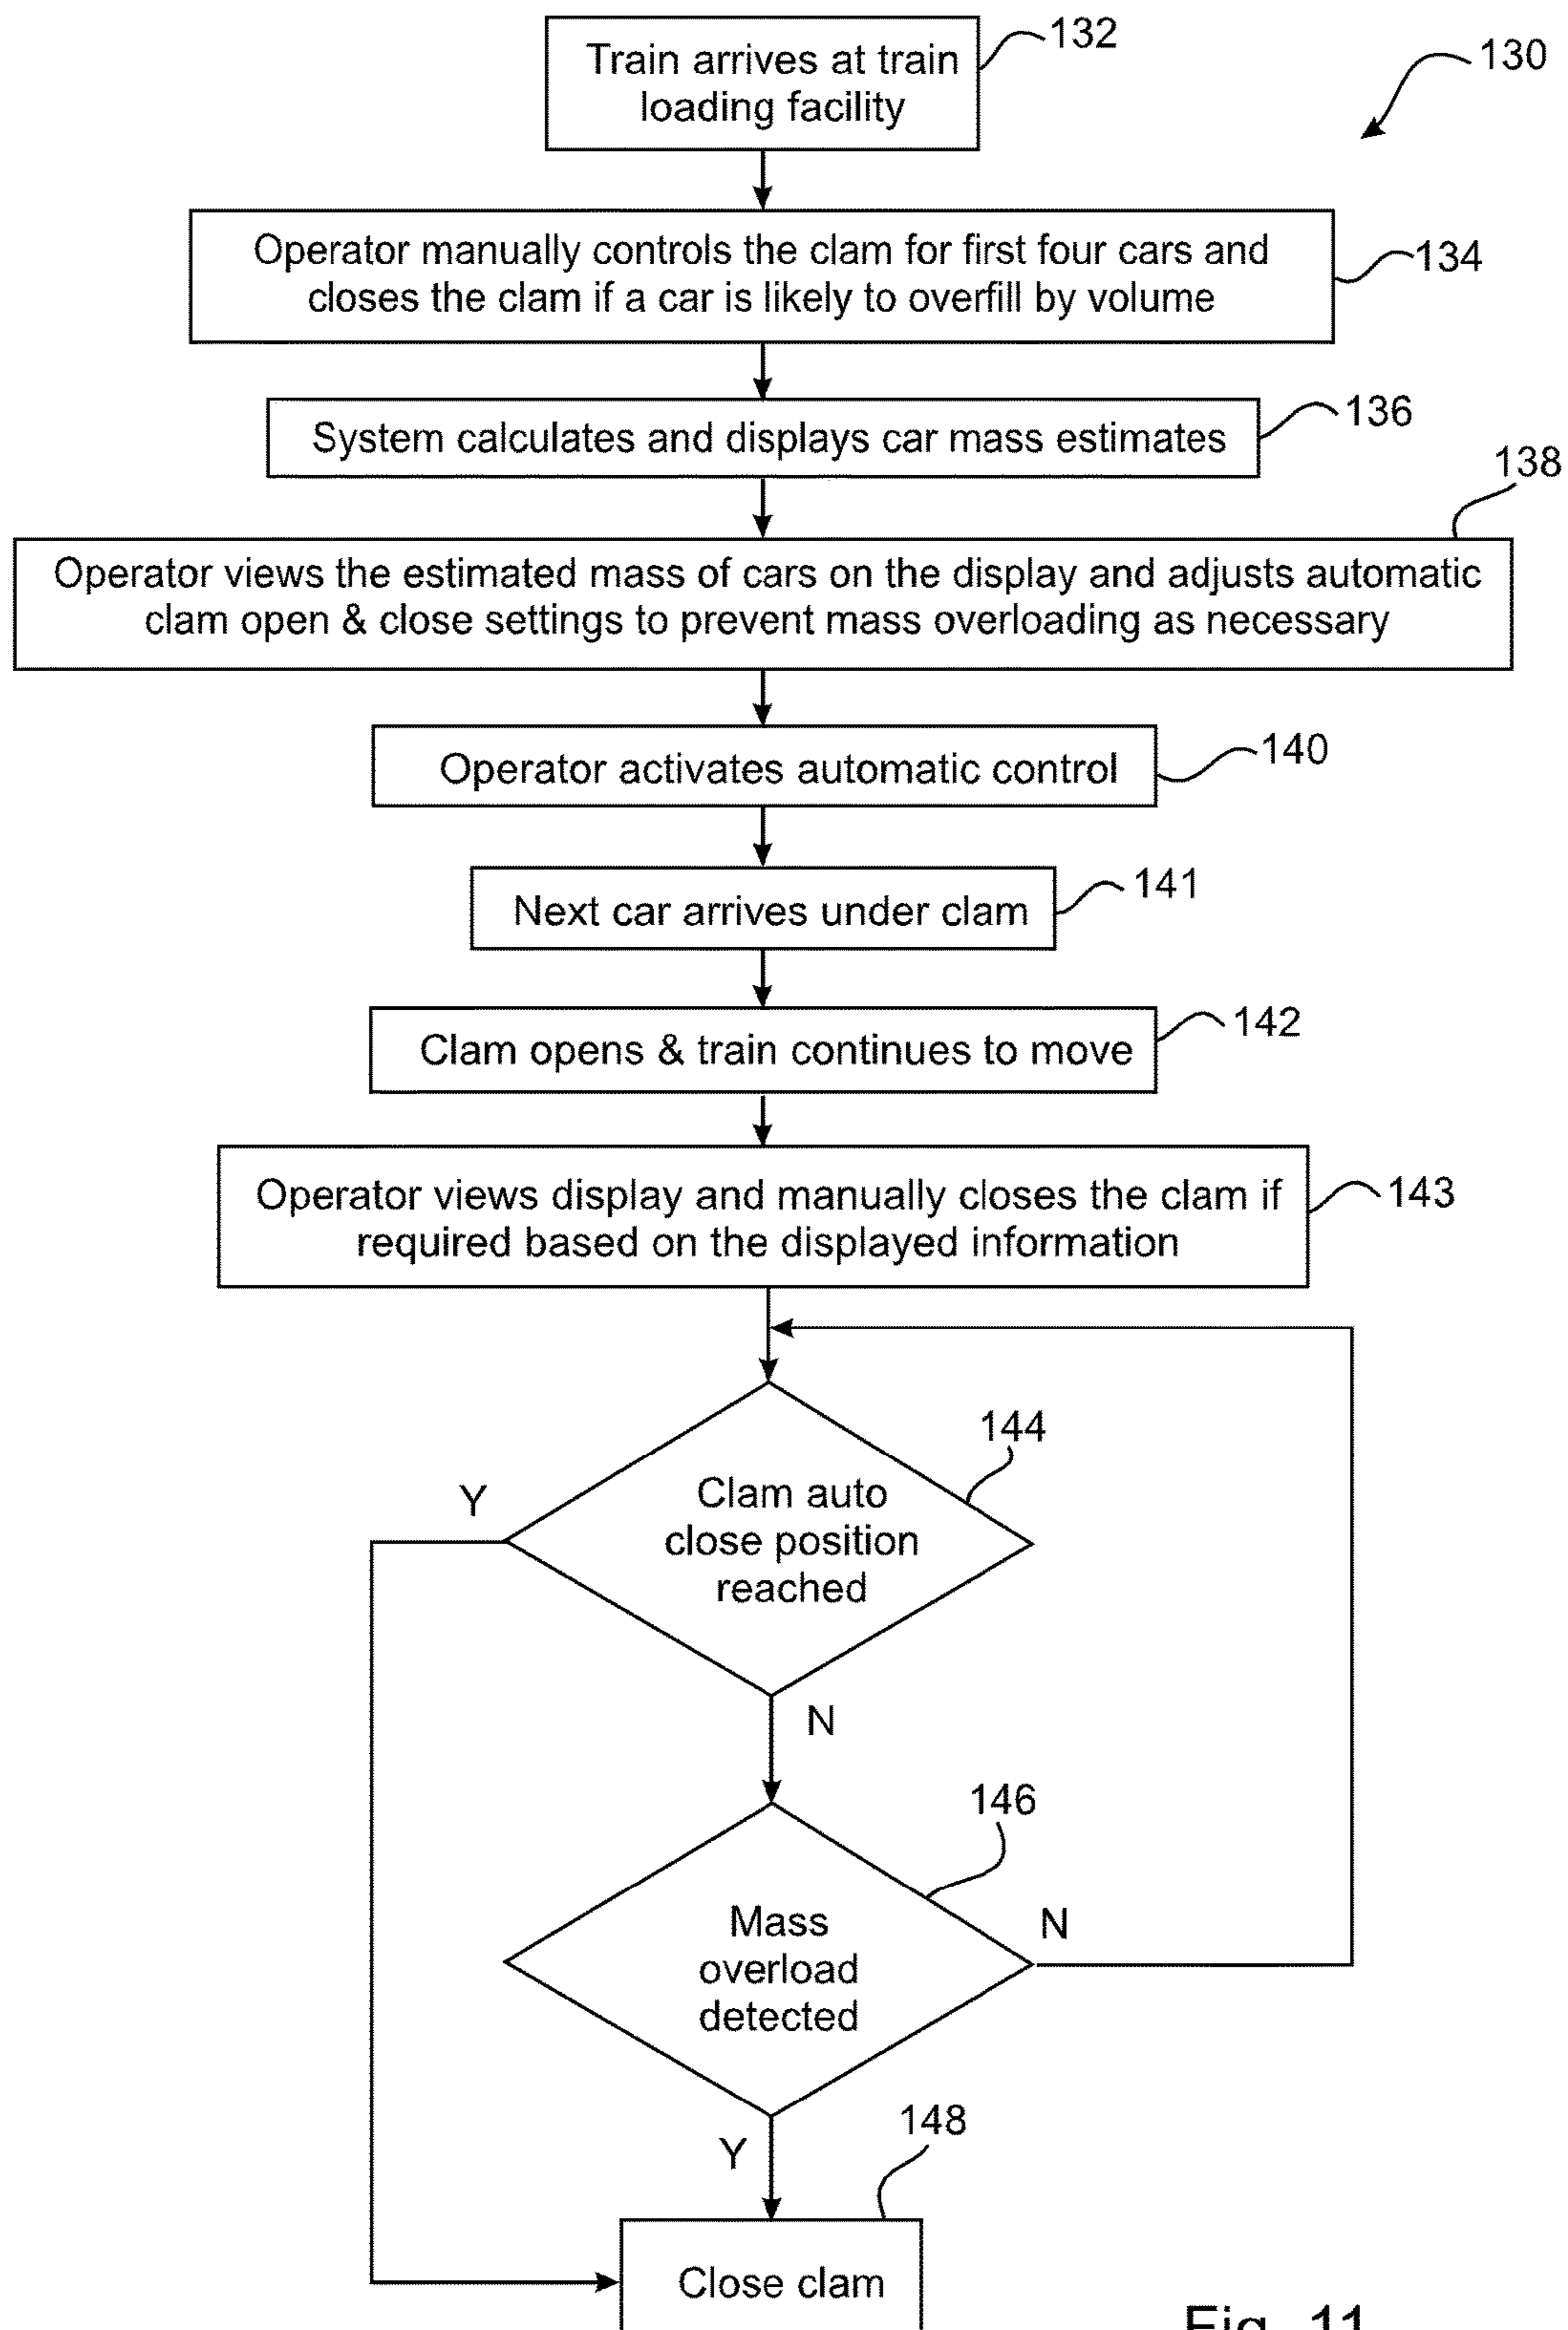 Train arrives at train
loading facility
132
130
Operator manually controls the clam for first four cars and
closes the clam if a car is likely to overfill by volume
134
System calculates and displays car mass estimates
136
138
Operator views the estimated mass of cars on the display and adjusts automatic
clam open & close settings to prevent mass overloading as necessary
Operator activates automatic control
140
Next car arrives under clam
141
Clam opens & train continues to move
142
Operator views display and manually closes the clam if
required based on the displayed information
143
144
Y
Clam auto
close position
reached
N
146
Mass
overload
detected
N
Y
148
Close clam
Fig. 11